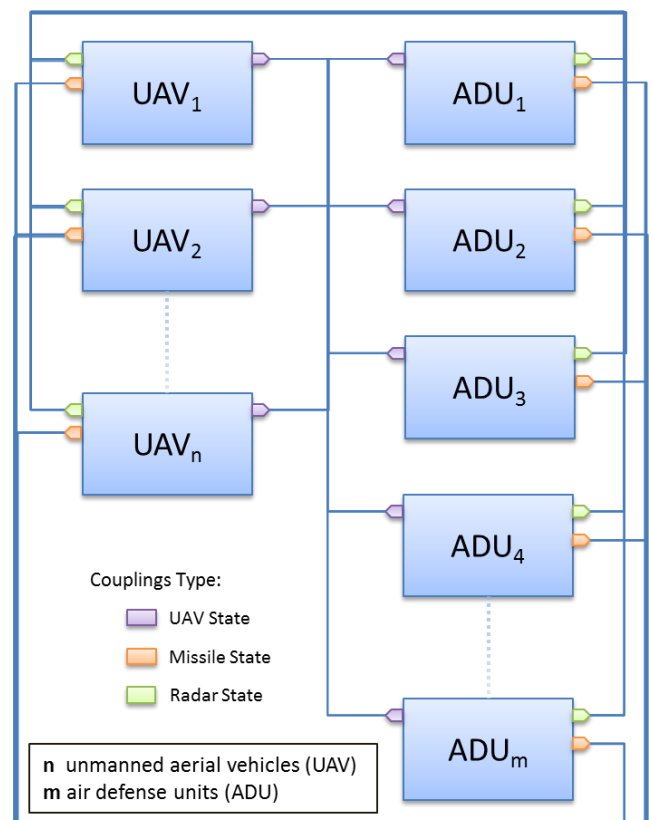 UAV₁
ADU₁
UAV₂
ADU₂
ADU₃
UAVₙ
ADU₄
Couplings Type:
UAV State
Missile State
Radar State
ADUₘ
n unmanned aerial vehicles (UAV)
m air defense units (ADU)